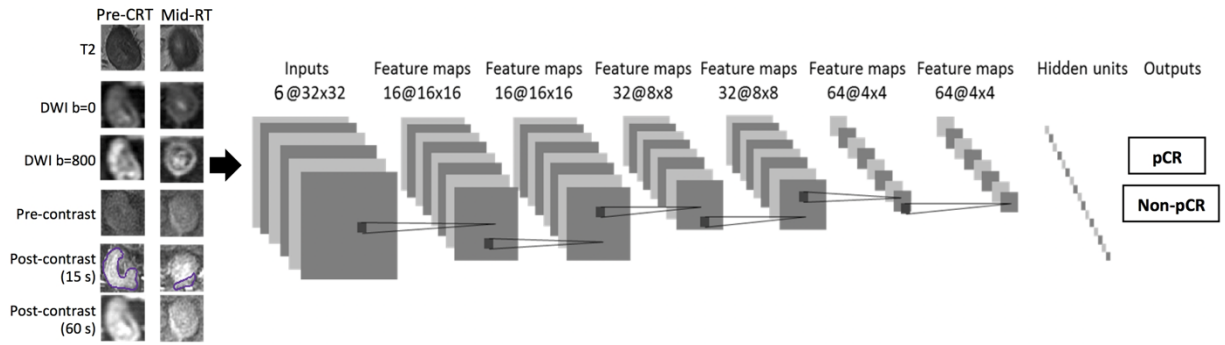 Pre-CRT Mid-RT
T2
DWI b=0
DWI b=800
Pre-contrast
Post-contrast
(15 s)
Post-contrast
(60 s)
Inputs
6@32x32
Feature maps
16@16x16
Feature maps
16@16x16
Feature maps
32@8x8
Feature maps
32@8x8
Feature maps
64@4x4
Feature maps
64@4x4
Hidden units
Outputs
pCR
Non-pCR